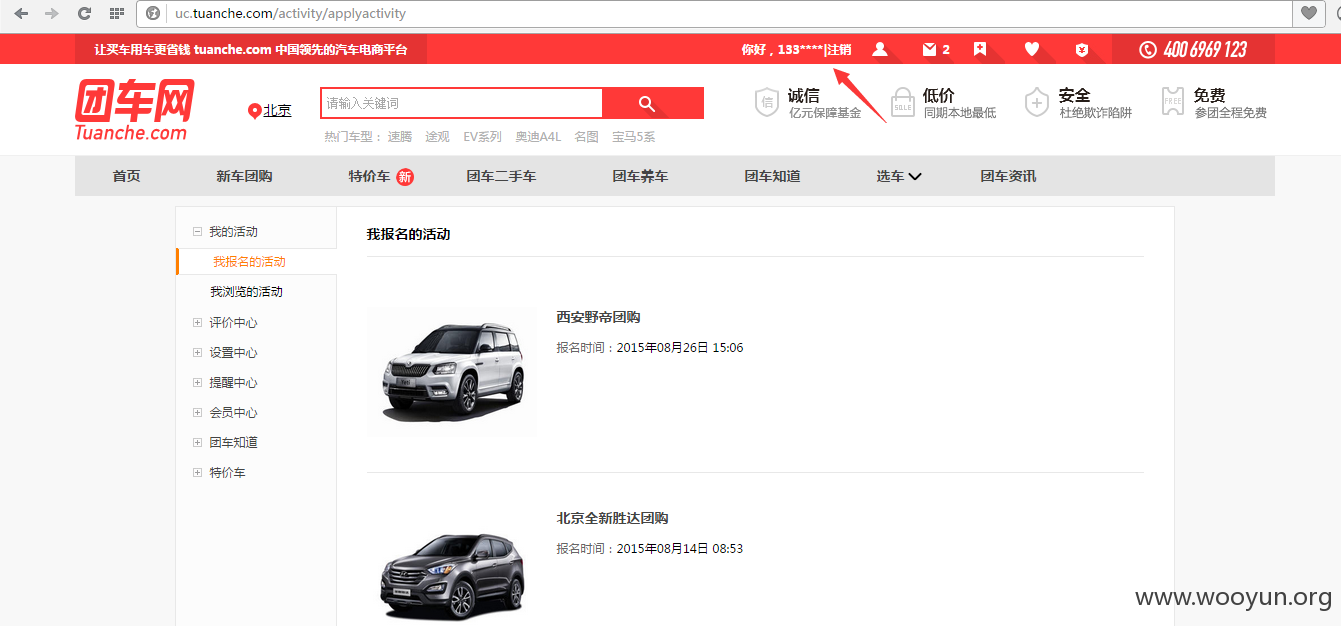 uc.tuanche.com/activity/applyactivity
让买车用车更省钱 tuanche.com 中国领先的汽车电商平台
你好，133****|注销
2
400 6969 123
团车网
Tuanche.com
北京
请输入关键词
热门车型： 速腾 途观 EV系列 奥迪A4L 名图 宝马5系
信
诚信
亿元保障基金
SALE
低价
同期本地最低
安全
杜绝欺诈陷阱
FREE
免费
参团全程免费
首页 新车团购 特价车 新 团车二手车 团车养车 团车知道 选车 团车资讯
我的活动
我报名的活动
我浏览的活动
评价中心
设置中心
提醒中心
会员中心
团车知道
特价车
我报名的活动
西安野帝团购
报名时间：2015年08月26日 15:06
北京全新胜达团购
报名时间：2015年08月14日 08:53
www.wooyun.org